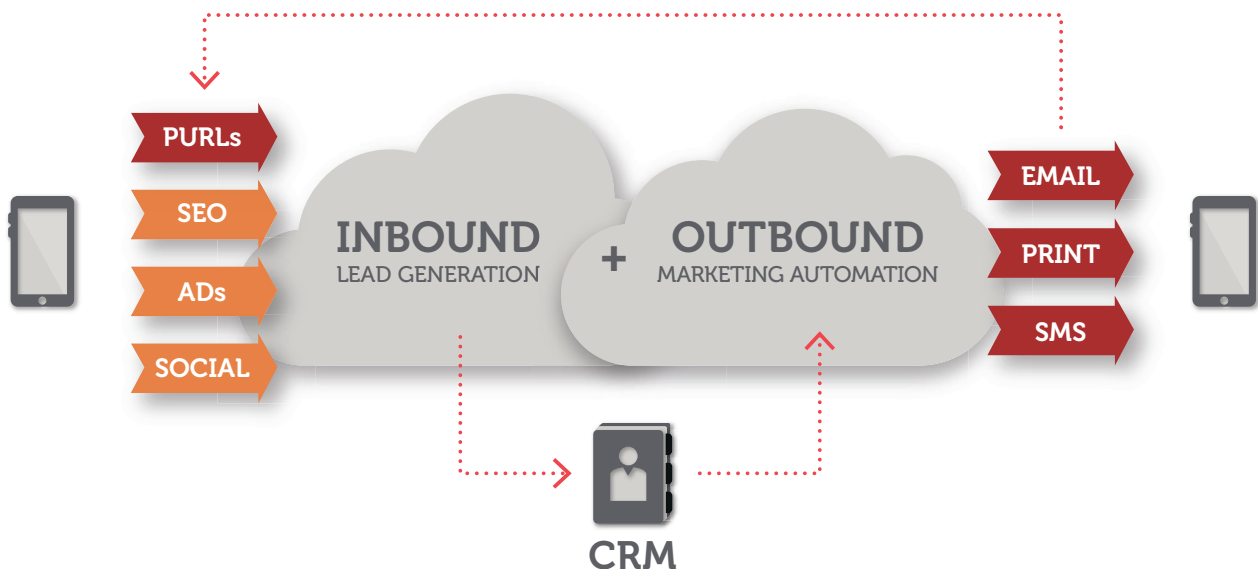 PURLs
SEO
ADs
SOCIAL
INBOUND
LEAD GENERATION
+
OUTBOUND
MARKETING AUTOMATION
EMAIL
PRINT
SMS
CRM